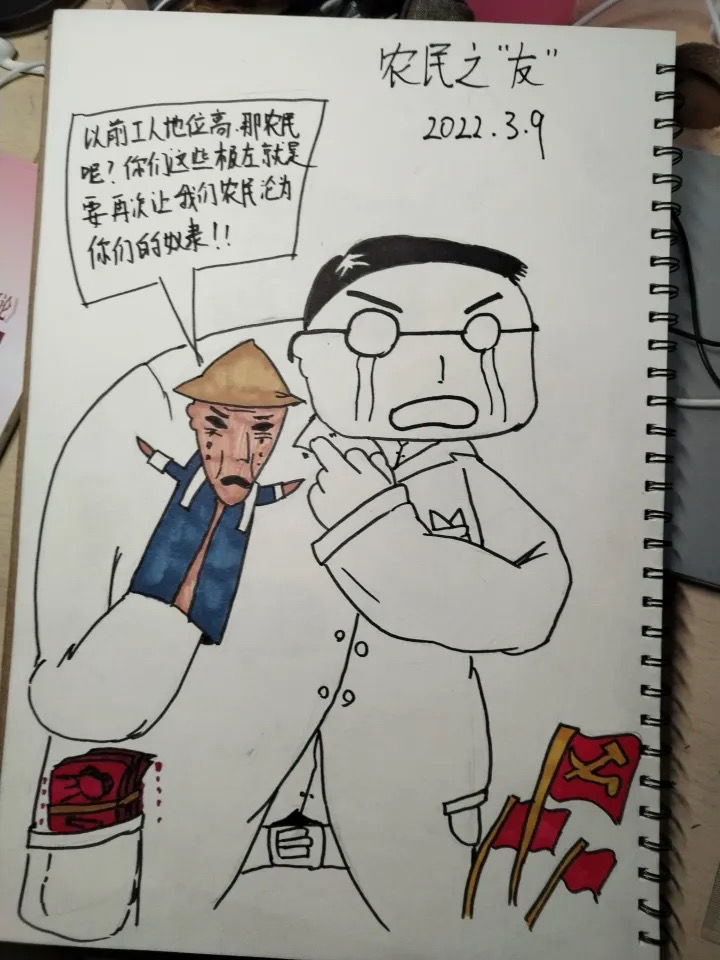 农民之"友"
2022.3.9
以前工人地位高,那农民
呢?你们这些极左就是
要再次让我们农民沦为
你们的奴隶!!